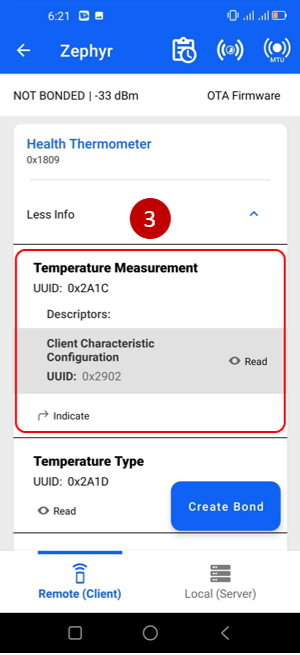 6:21
Zephyr
MTU
NOT BONDED | -33 dBm
OTA Firmware
Health Thermometer
0x1809
Less Info
3
Temperature Measurement
UUID: 0x2A1C
Descriptors:
Client Characteristic
Configuration
Read
UUID: 0x2902
Indicate
Temperature Type
UUID: 0x2A1D
Read
Create Bond
Remote (Client)
Local (Server)